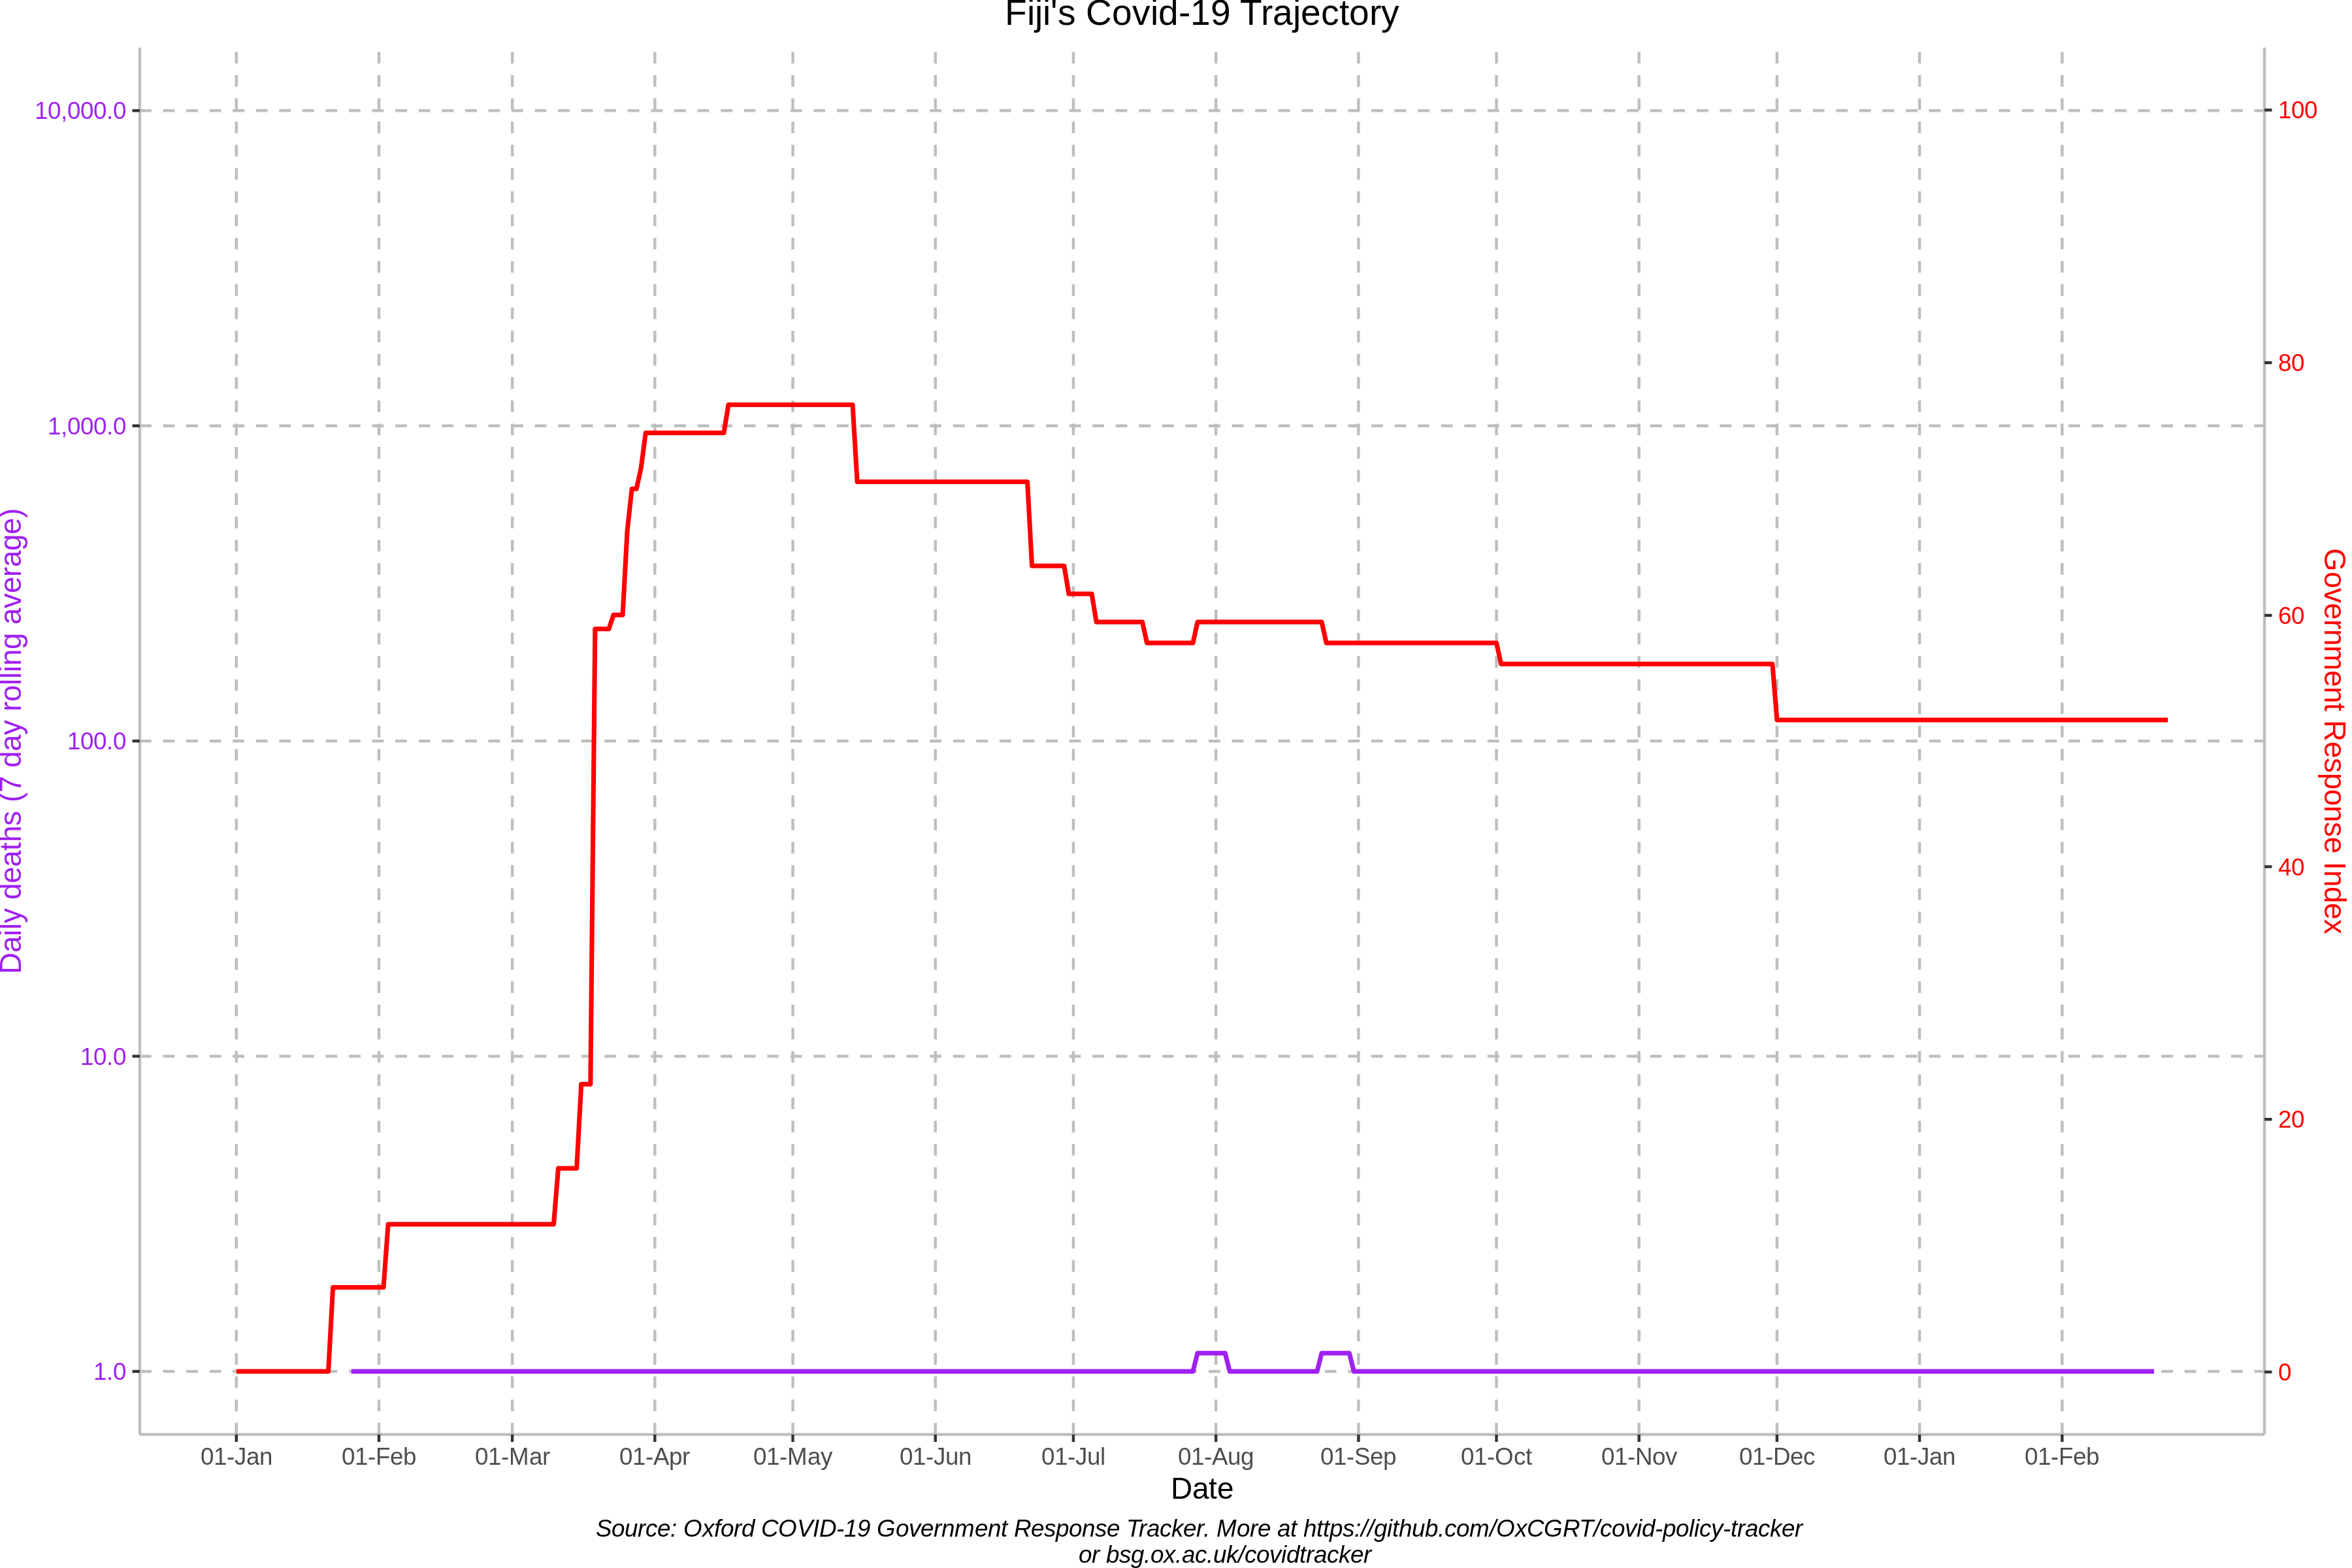 Fiji's Covid-19 Trajectory
Daily deaths (7 day rolling average)
10,000.0
1,000.0
100.0
10.0
1.0
100
80
60
40
20
0
Government Response Index
01-Jan 01-Feb 01-Mar 01-Apr 01-May 01-Jun 01-Jul 01-Aug 01-Sep 01-Oct 01-Nov 01-Dec 01-Jan 01-Feb
Date
Source: Oxford COVID-19 Government Response Tracker. More at https://github.com/OxCGRT/covid-policy-tracker
or bsg.ox.ac.uk/covidtracker